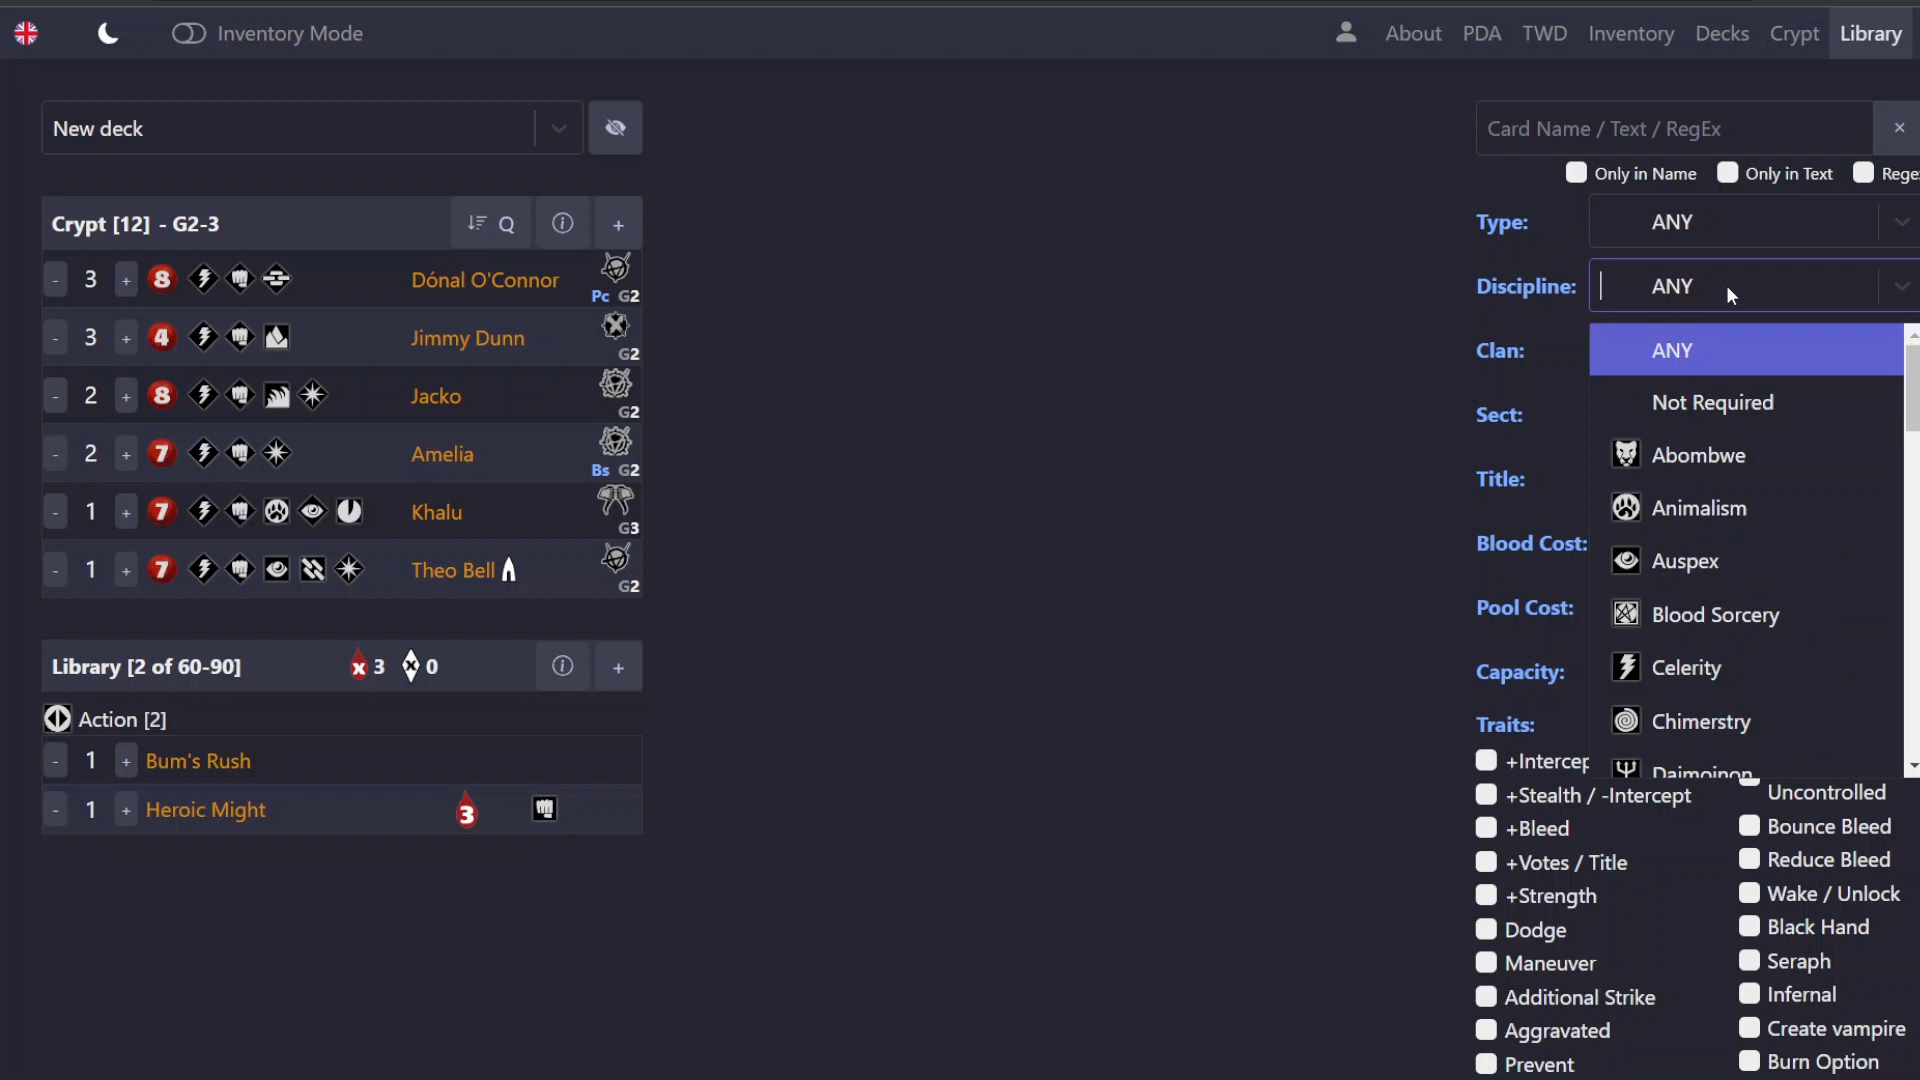 Inventory Mode
About PDA TWD Inventory Decks Crypt Library
New deck
Card Name / Text / RegEx ×
Only in Name Only in Text
Crypt [12] - G2-3 Q +
- 3 + 8 Dónal O'Connor Pc G2
- 3 + 4 Jimmy Dunn G2
- 2 + 8 Jacko G2
- 2 + 7 Amelia Bs G2
- 1 + 7 Khalu G3
- 1 + 7 Theo Bell G2
Library [2 of 60-90] X 3 X 0 +
Action [2]
- 1 + Bum's Rush
- 1 + Heroic Might 3
Type: ANY
Discipline: ANY
Clan:
Sect:
Title:
Blood Cost:
Pool Cost:
Capacity:
Traits:
ANY
Not Required
Abombwe
Animalism
Auspex
Blood Sorcery
Celerity
Chimerstry
Daimoinon
+Intercep
+Stealth / -Intercept
+Bleed
+Votes / Title
+Strength
Dodge
Maneuver
Additional Strike
Aggravated
Prevent
Uncontrolled
Bounce Bleed
Reduce Bleed
Wake / Unlock
Black Hand
Seraph
Infernal
Create vampire
Burn Option